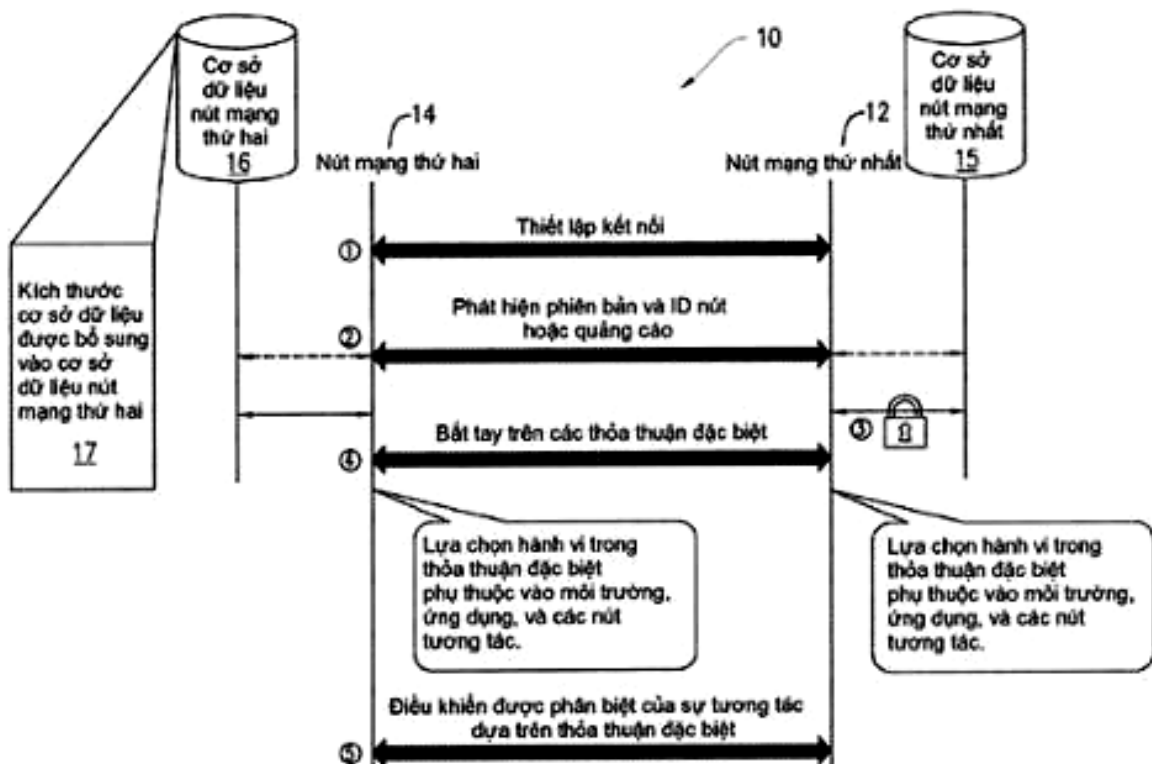 Cơ sở
dữ liệu
nút mạng
thứ hai
16
14
Nút mạng thứ hai
10
12
Nút mạng thứ nhất
Cơ sở
dữ liệu
nút mạng
thứ nhất
15
Thiết lập kết nối
①
Kích thước
cơ sở dữ liệu
được bổ sung
vào cơ sở
dữ liệu nút
mạng thứ hai
17
Phát hiện phiên bản và ID nút
hoặc quảng cáo
②
③
Bắt tay trên các thỏa thuận đặc biệt
④
Lựa chọn hành vi trong
thỏa thuận đặc biệt
phụ thuộc vào môi trường,
ứng dụng, và các nút
tương tác.
Lựa chọn hành vi trong
thỏa thuận đặc biệt
phụ thuộc vào môi trường,
ứng dụng, và các nút
tương tác.
Điều khiển được phân biệt của sự tương tác
dựa trên thỏa thuận đặc biệt
⑤